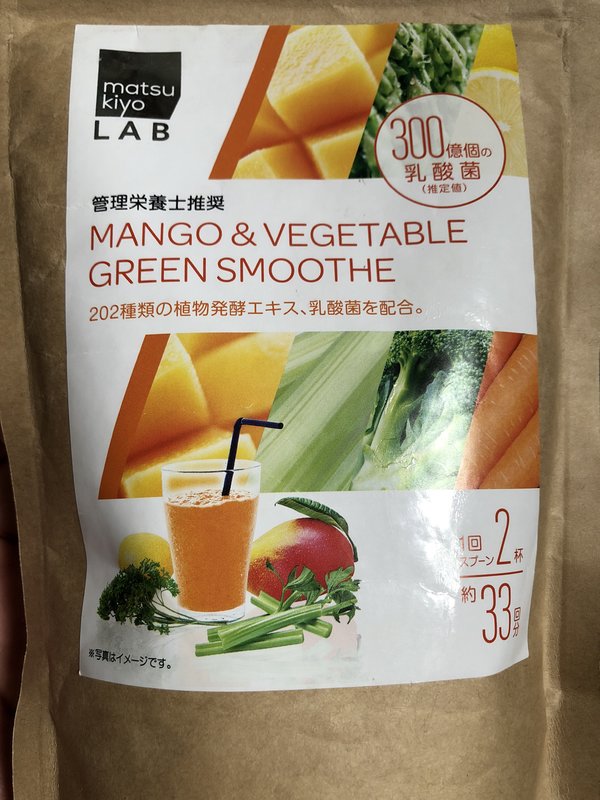 matsu
kiyo
LAB
300億個の
乳酸菌
(推定値)
管理栄養士推奨
MANGO & VEGETABLE
GREEN SMOOTHE
202種類の植物発酵エキス、乳酸菌を配合。
1回
スプーン2杯
約33回分
※写真はイメージです。